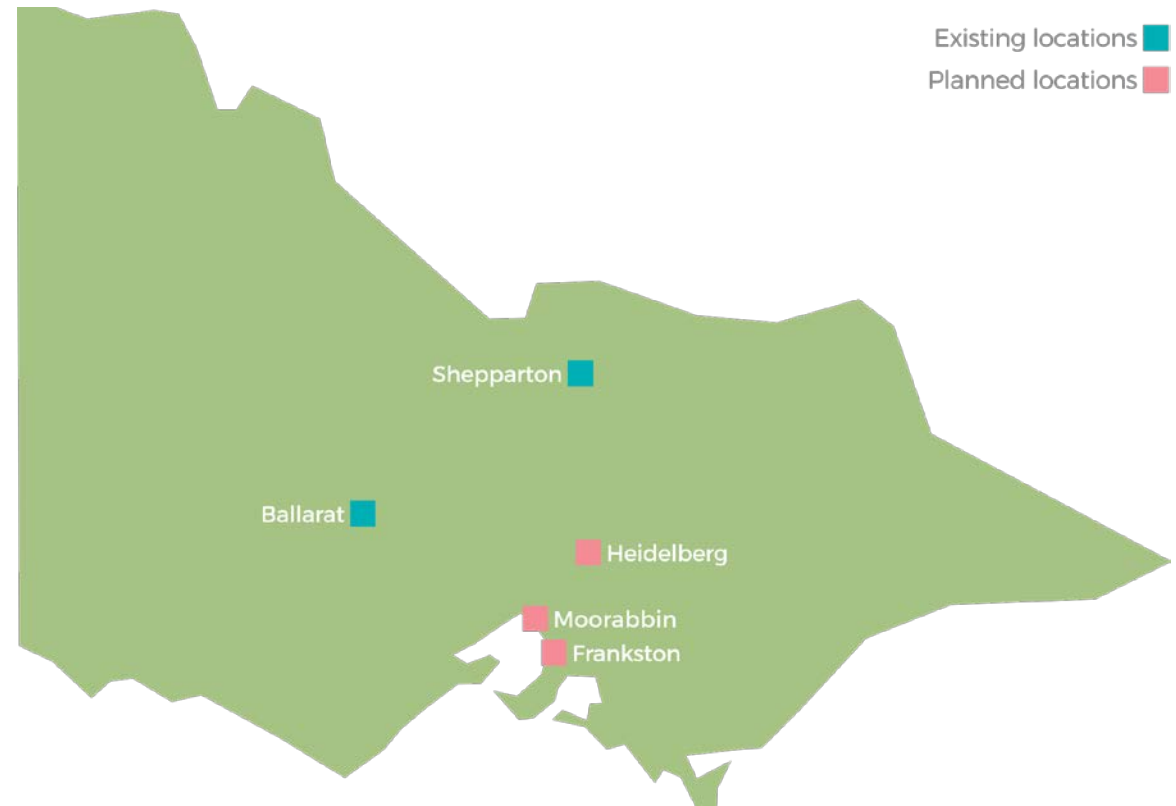 Existing locations
Planned locations
Shepparton
Ballarat
Heidelberg
Moorabbin
Frankston